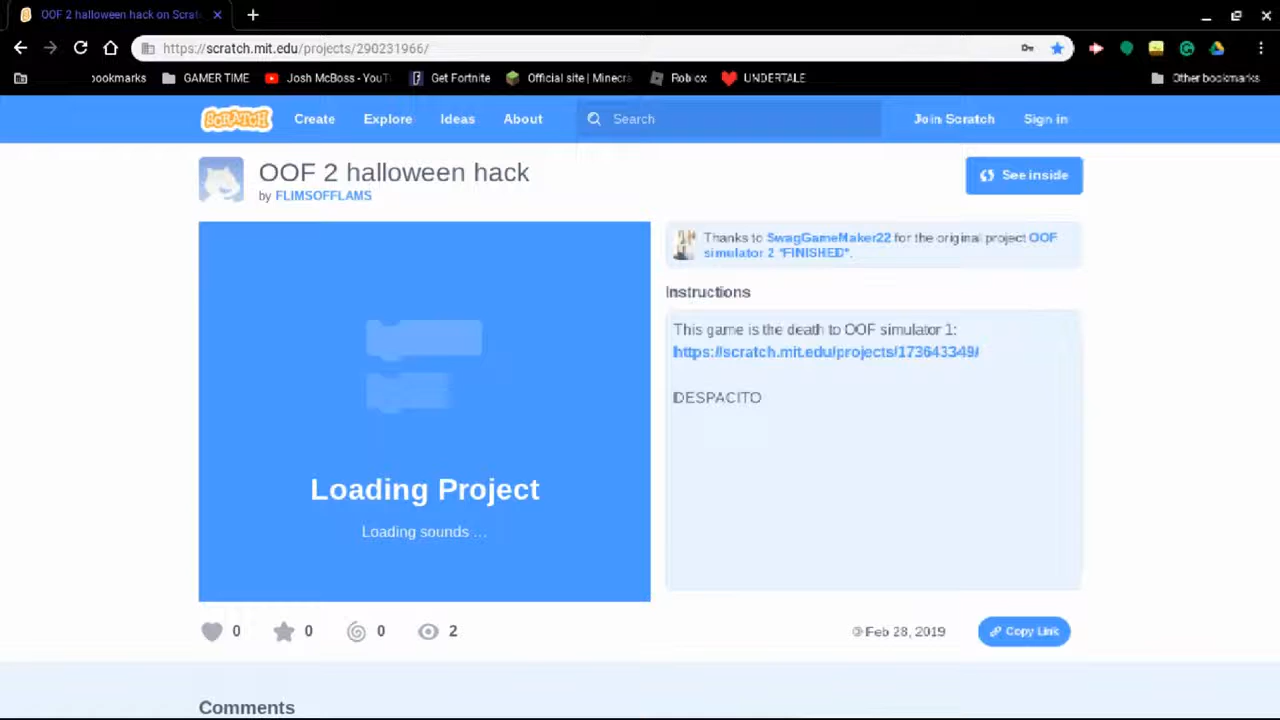 OOF 2 halloween hack on Scrat
https://scratch.mit.edu/projects/290231966/
bookmarks GAMER TIME Josh McBoss - YouT Get Fortnite Official site | Minecra Roblox UNDERTALE Other bookmarks
SCRATCH Create Explore Ideas About Search Join Scratch Sign in
OOF 2 halloween hack
by FLIMSOFFLAMS
See inside
Loading Project
Loading sounds …
Thanks to SwagGameMaker22 for the original project OOF
simulator 2 *FINISHED*.
Instructions
This game is the death to OOF simulator 1:
https://scratch.mit.edu/projects/173643349/
DESPACITO
0 0 0 2
© Feb 28, 2019 Copy Link
Comments